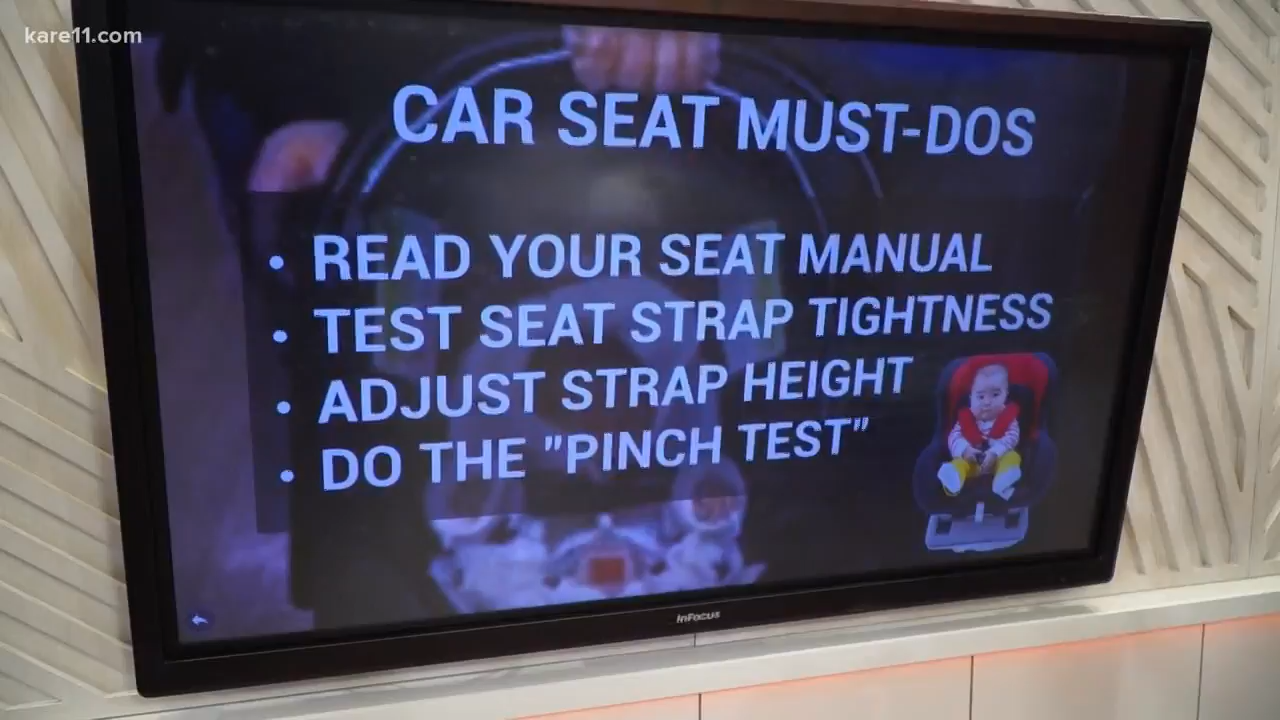 kare11.com
CAR SEAT MUST-DOS
• READ YOUR SEAT MANUAL
• TEST SEAT STRAP TIGHTNESS
• ADJUST STRAP HEIGHT
• DO THE "PINCH TEST"
InFocus